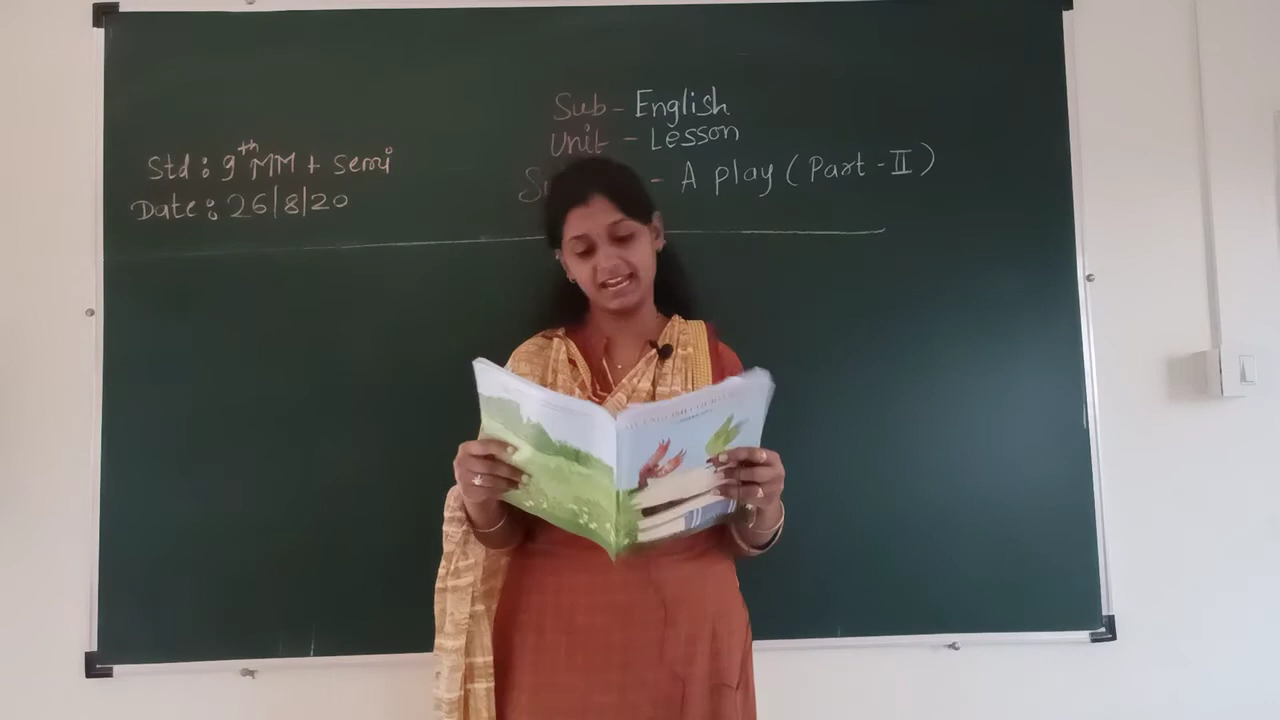 Std: 9th MM + Semi
Date: 26/8/20
Sub - English
Unit - Lesson
- A play (Part - II)